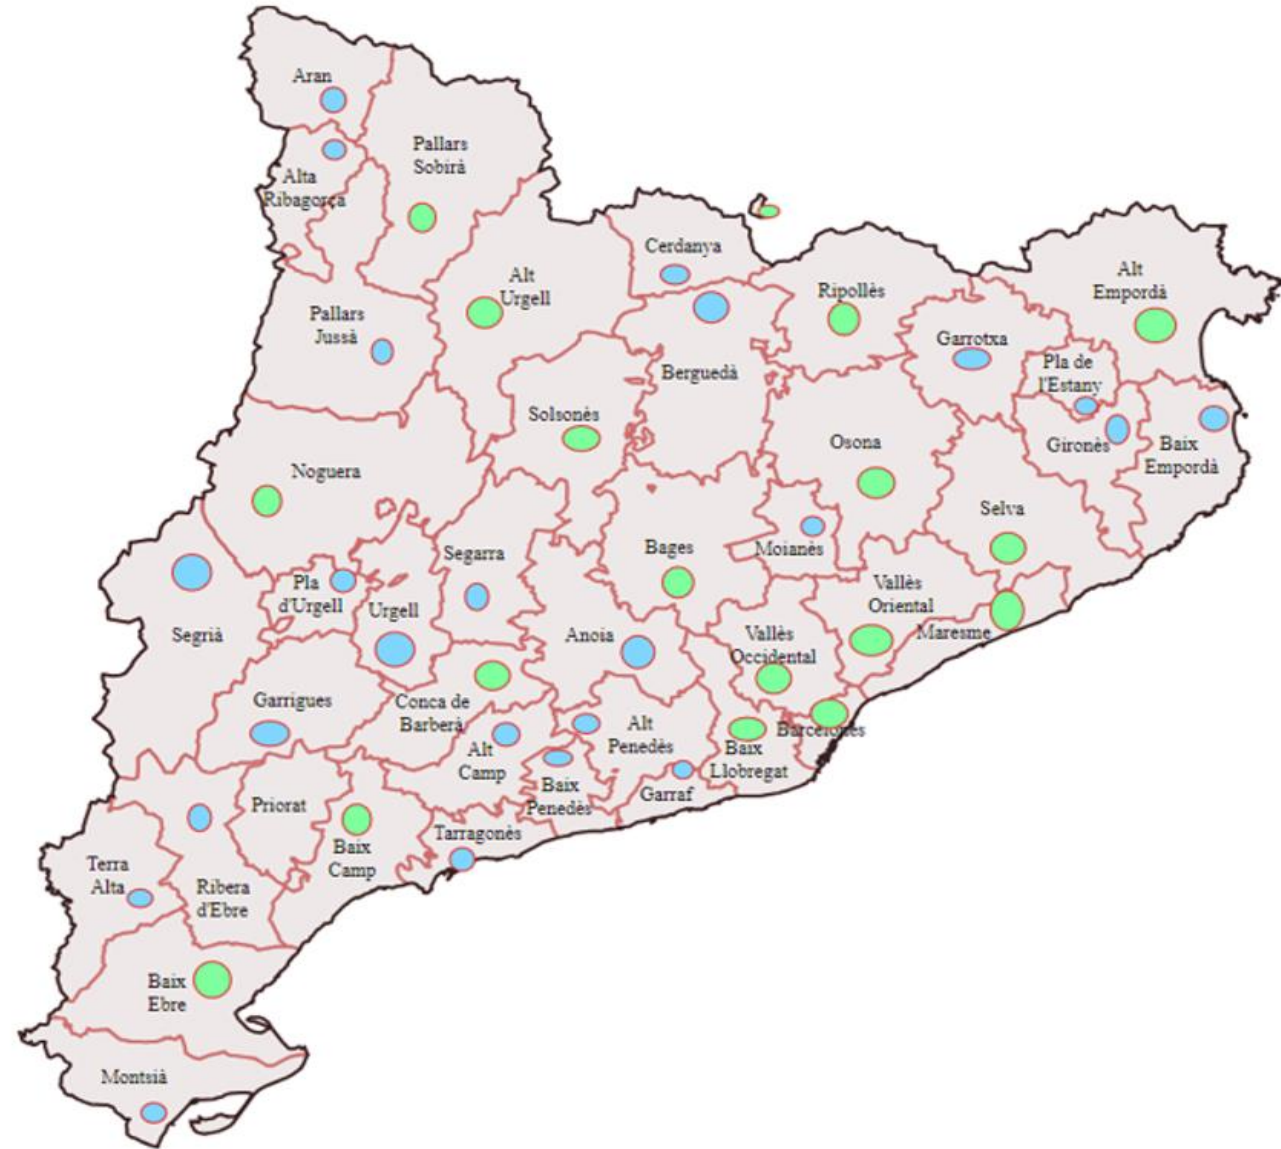 Aran
Pallars
Sobirà
Alta
Ribagorça
Cerdanya
Alt
Urgell
Ripollès
Alt
Empordà
Pallars
Jussà
Garrotxa
Pla de
l'Estany
Berguedà
Solsonès
Osona
Gironès
Baix
Empordà
Noguera
Selva
Segarra
Bages
Moianès
Pla
d'Urgell
Urgell
Vallès
Oriental
Segrià
Anoia
Vallès
Occidental
Maresme
Garrigues
Conca de
Barberà
Alt
Penedès
Barcelonès
Alt
Camp
Baix
Llobregat
Baix
Penedès
Garraf
Priorat
Tarragonès
Baix
Camp
Terra
Alta
Ribera
d'Ebre
Baix
Ebre
Montsià